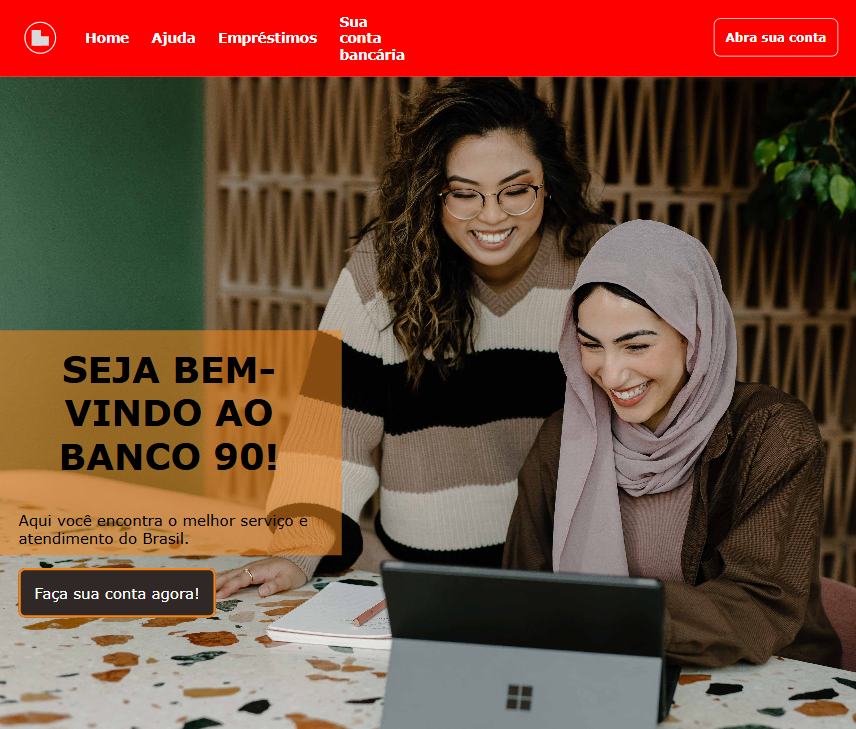 Home
Ajuda
Empréstimos
Sua
conta
bancária
Abra sua conta
SEJA BEM-
VINDO AO
BANCO 90!
Aqui você encontra o melhor serviço e
atendimento do Brasil.
Faça sua conta agora!